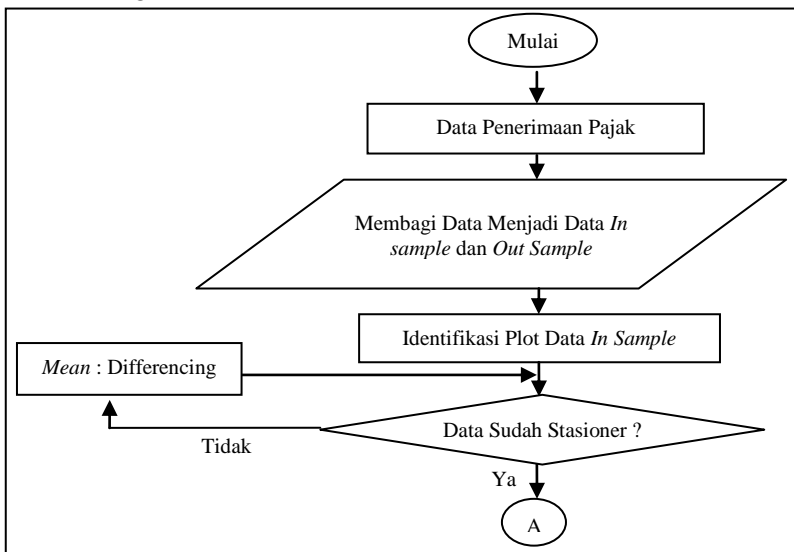 Mulai
Data Penerimaan Pajak
Membagi Data Menjadi Data In
sample dan Out Sample
Identifikasi Plot Data In Sample
Mean : Differencing
Data Sudah Stasioner ?
Tidak
Ya
A